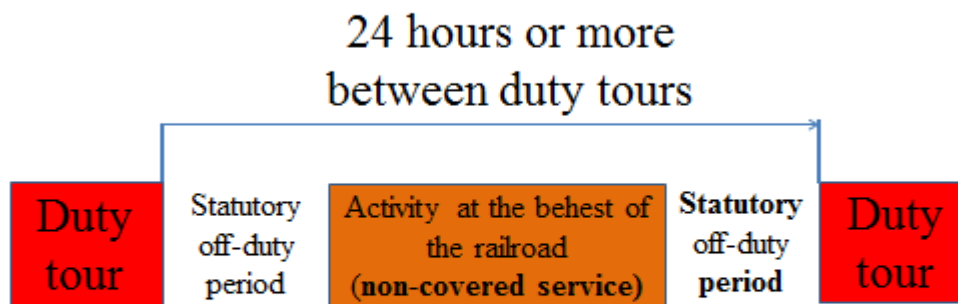 24 hours or more
between duty tours
Duty
tour
Statutory
off-duty
period
Activity at the behest of
the railroad
(non-covered service)
Statutory
off-duty
period
Duty
tour